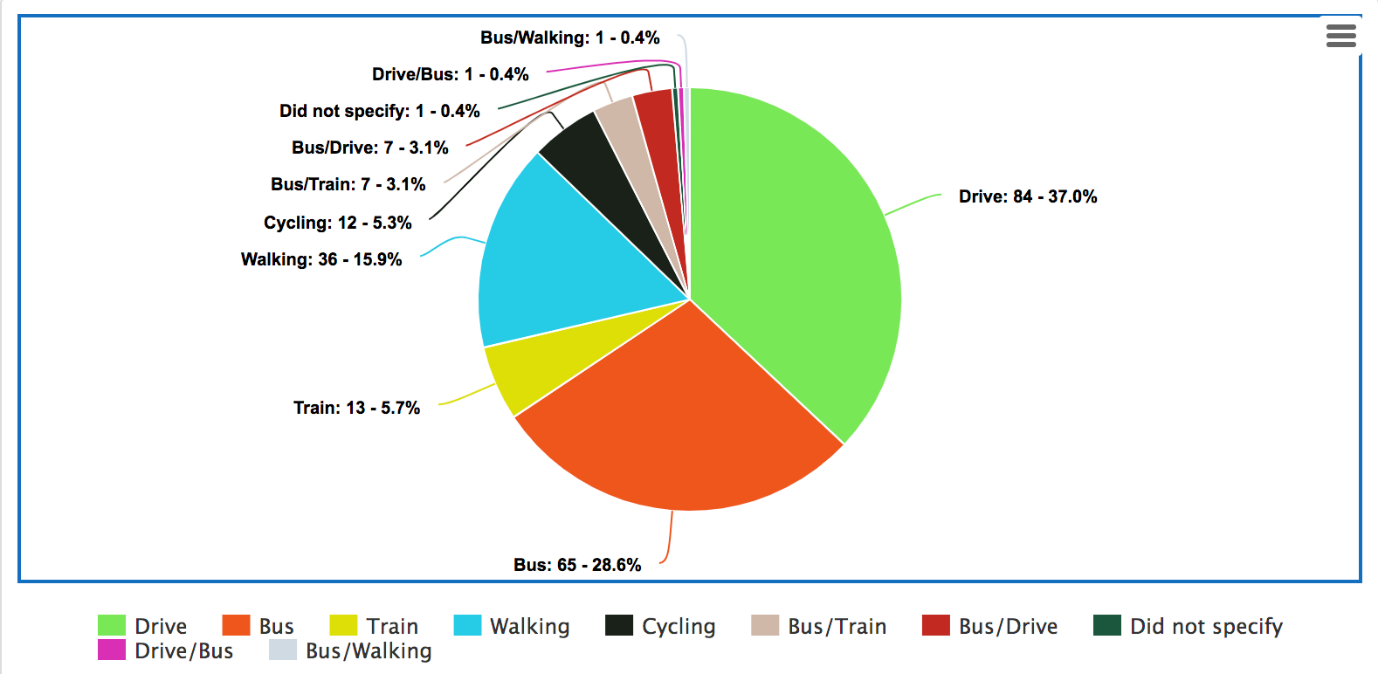 Bus/Walking: 1 - 0.4%
Drive/Bus: 1 - 0.4%
Did not specify: 1 - 0.4%
Bus/Drive: 7 - 3.1%
Bus/Train: 7 - 3.1%
Cycling: 12 - 5.3%
Walking: 36 - 15.9%
Train: 13 - 5.7%
Bus: 65 - 28.6%
Drive: 84 - 37.0%
Drive Bus Train Walking Cycling Bus/Train Bus/Drive Did not specify
Drive/Bus Bus/Walking